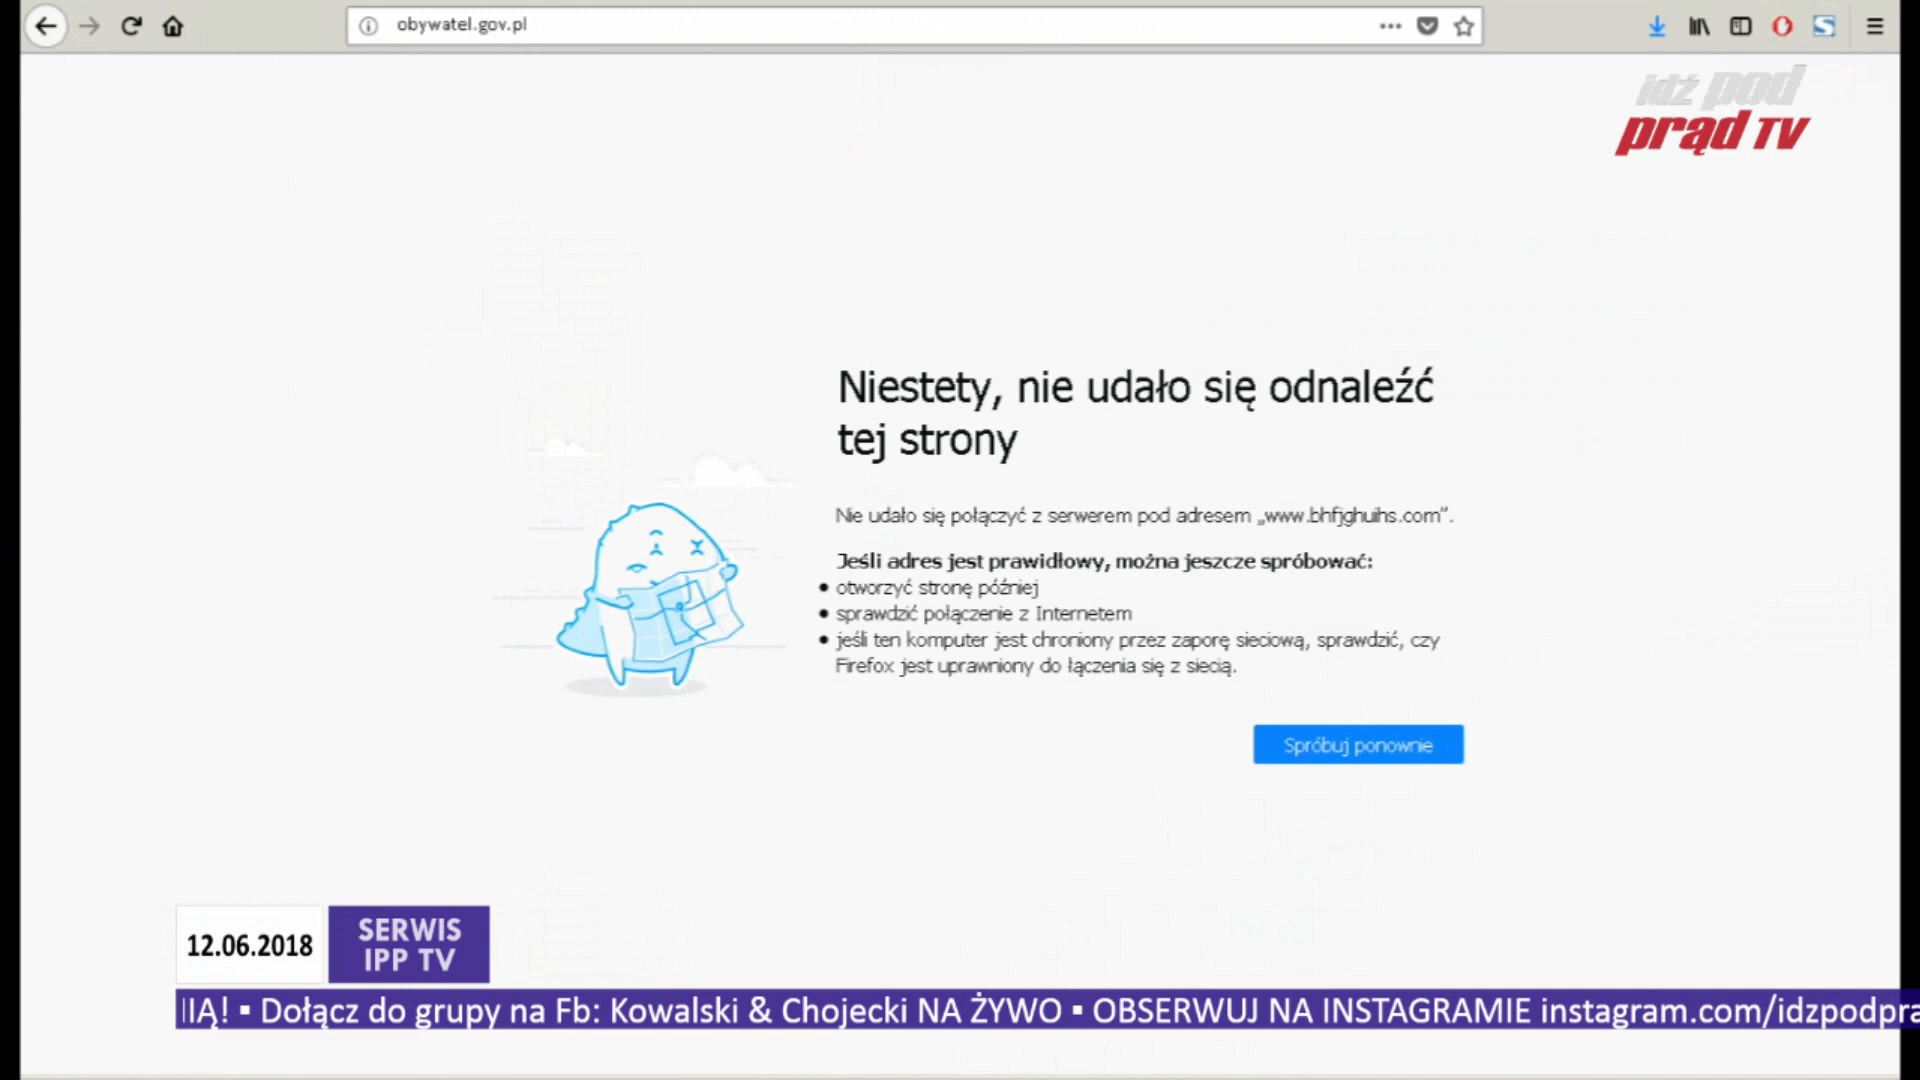 obywatel.gov.pl
idź pod
prąd TV
Niestety, nie udało się odnaleźć
tej strony
Nie udało się połączyć z serwerem pod adresem „www.bhfjghuihs.com”.
Jeśli adres jest prawidłowy, można jeszcze spróbować:
• otworzyć stronę później
• sprawdzić połączenie z Internetem
• jeśli ten komputer jest chroniony przez zaporę sieciową, sprawdzić, czy
Firefox jest uprawniony do łączenia się z siecią.
Spróbuj ponownie
12.06.2018
SERWIS
IPP TV
IĄ! ▪ Dołącz do grupy na Fb: Kowalski & Chojecki NA ŻYWO ▪ OBSERWUJ NA INSTAGRAMIE instagram.com/idzpodpra